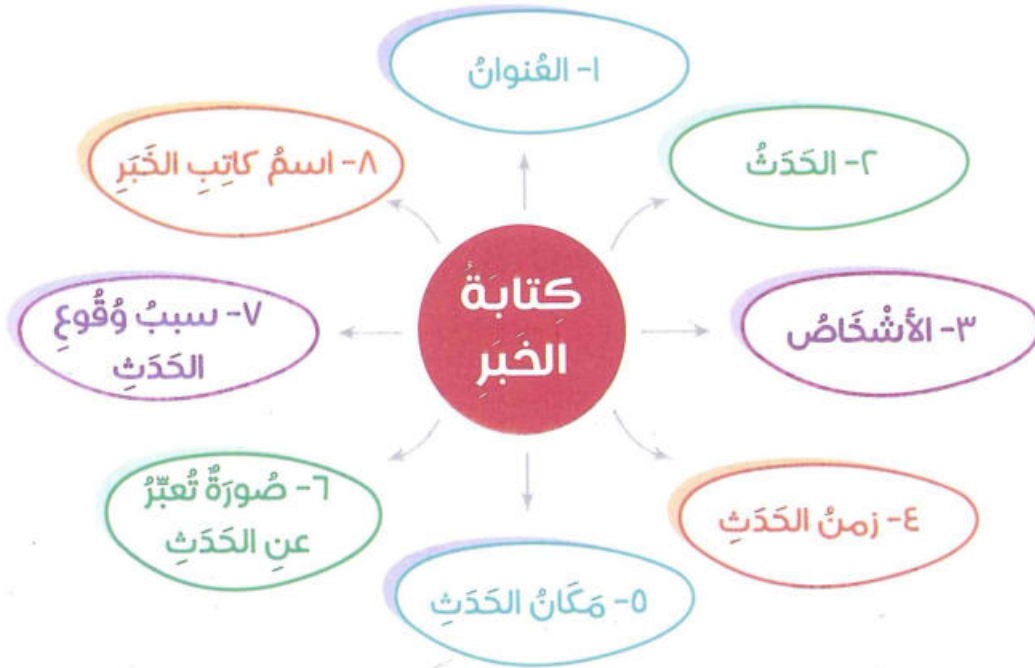 كِتابَةُ
الخَبَرِ
١- العُنوانُ
٢- الحَدَثُ
٣- الأشْخَاصُ
٤- زمنُ الحَدَثِ
٥- مَكَانُ الحَدَثِ
٦- صُورَةٌ تُعبِّرُ
عنِ الحَدَثِ
٧- سببُ وُقُوعِ
الحَدَثِ
٨- اسمُ كاتِبِ الخَبَرِ